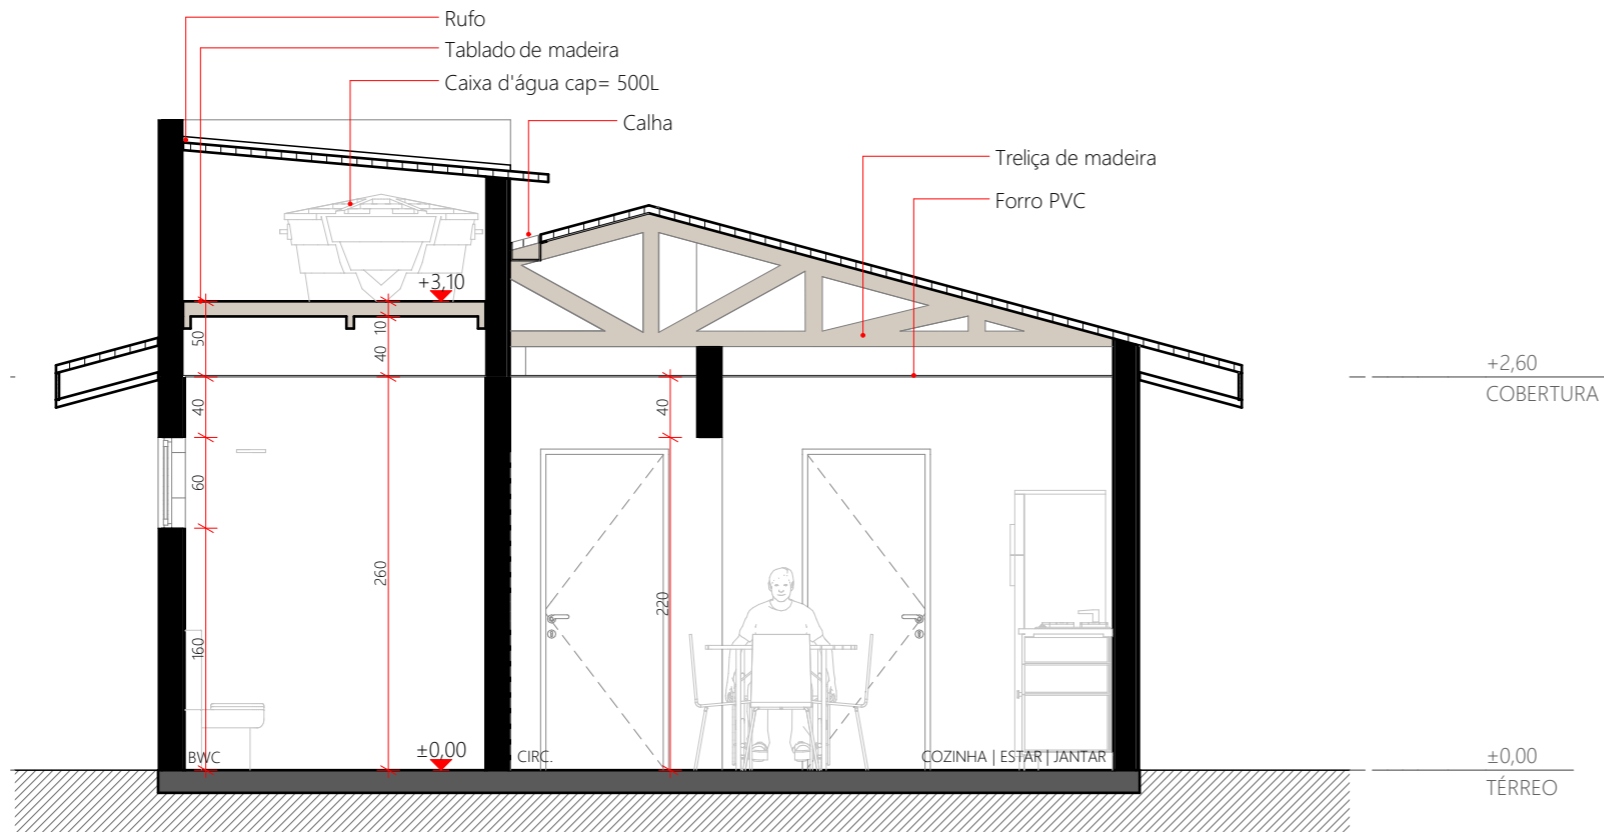 Rufo
Tablado de madeira
Caixa d'água cap= 500L
Calha
Treliça de madeira
Forro PVC
+3,10
50
10
40
+2,60
COBERTURA
40
40
60
260
220
160
BWC
±0,00
CIRC.
COZINHA | ESTAR | JANTAR
±0,00
TÉRREO